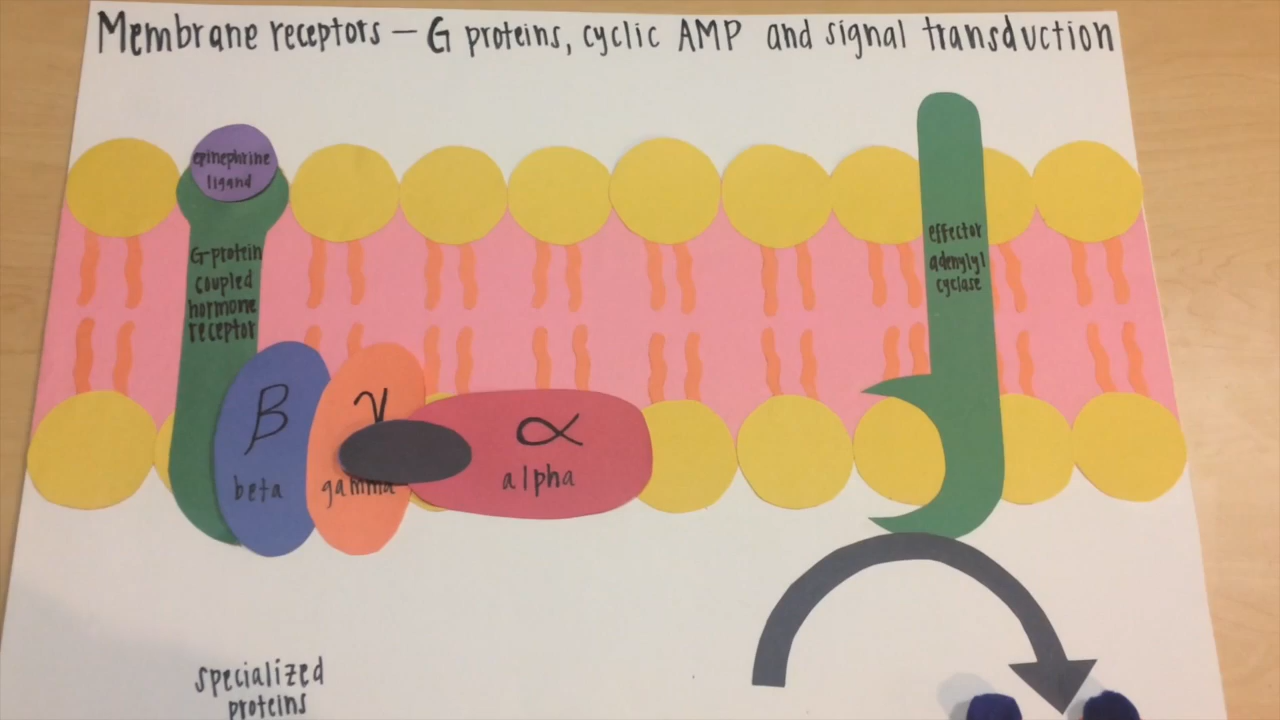 Membrane receptors – G proteins, cyclic AMP and signal transduction
epinephrine
ligand
G-protein
coupled
hormone
receptor
effector
adenylyl
cyclase
β
beta
γ
gamma
α
alpha
specialized
proteins